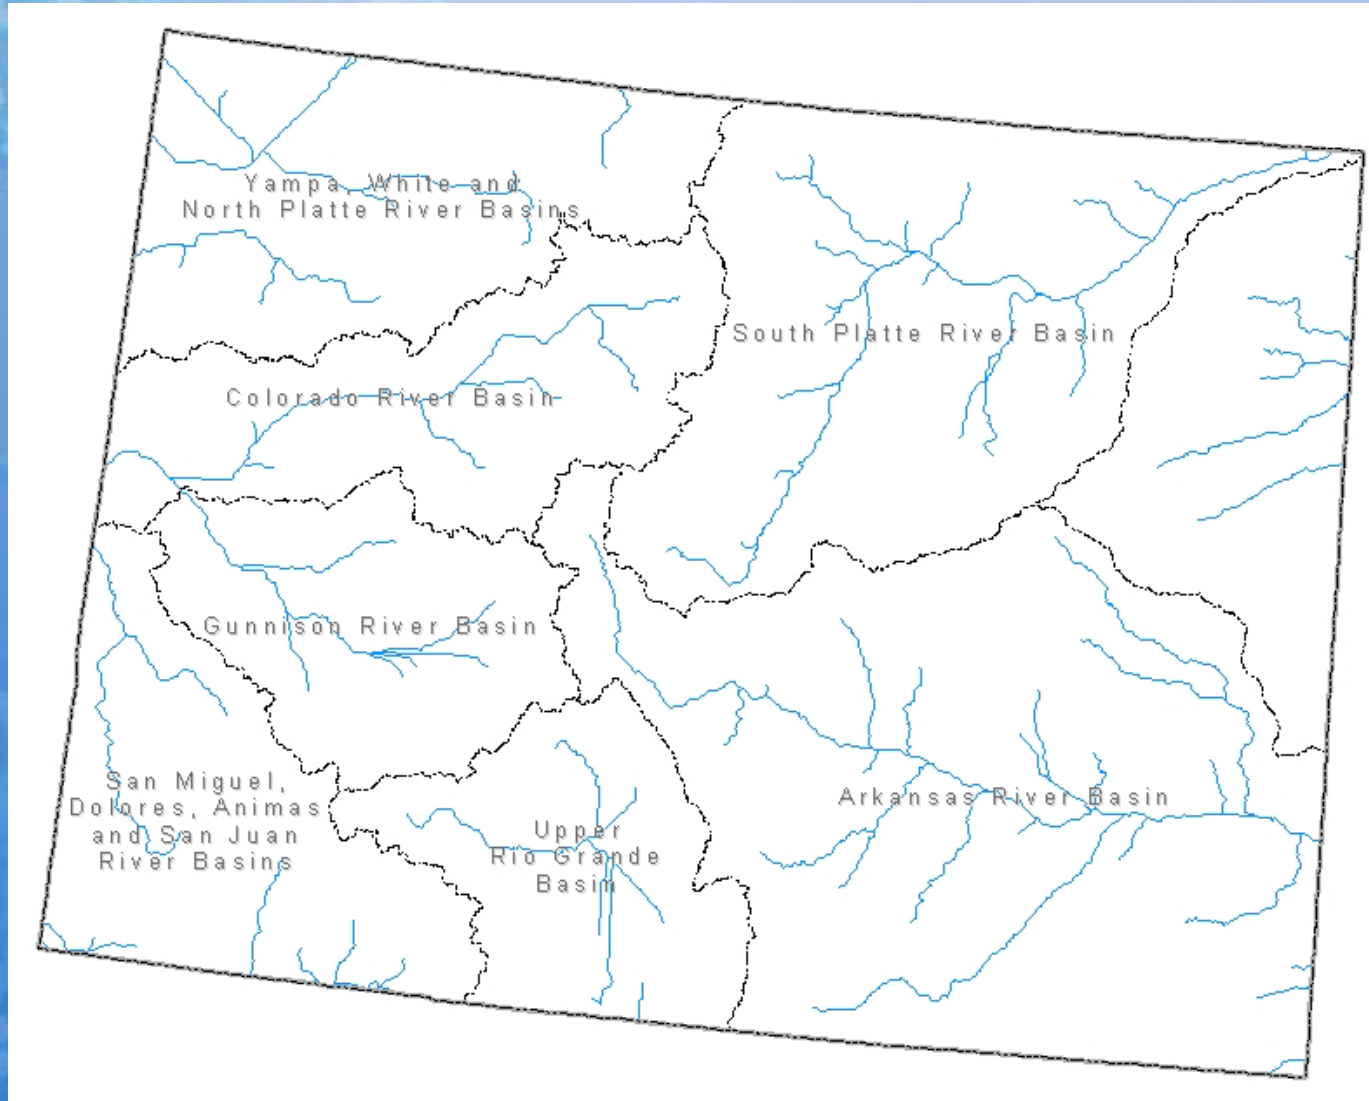 Yampa, White and
North Platte River Basins
South Platte River Basin
Colorado River Basin
Gunnison River Basin
San Miguel,
Dolores, Animas
and San Juan
River Basins
Upper
Rio Grande
Basin
Arkansas River Basin